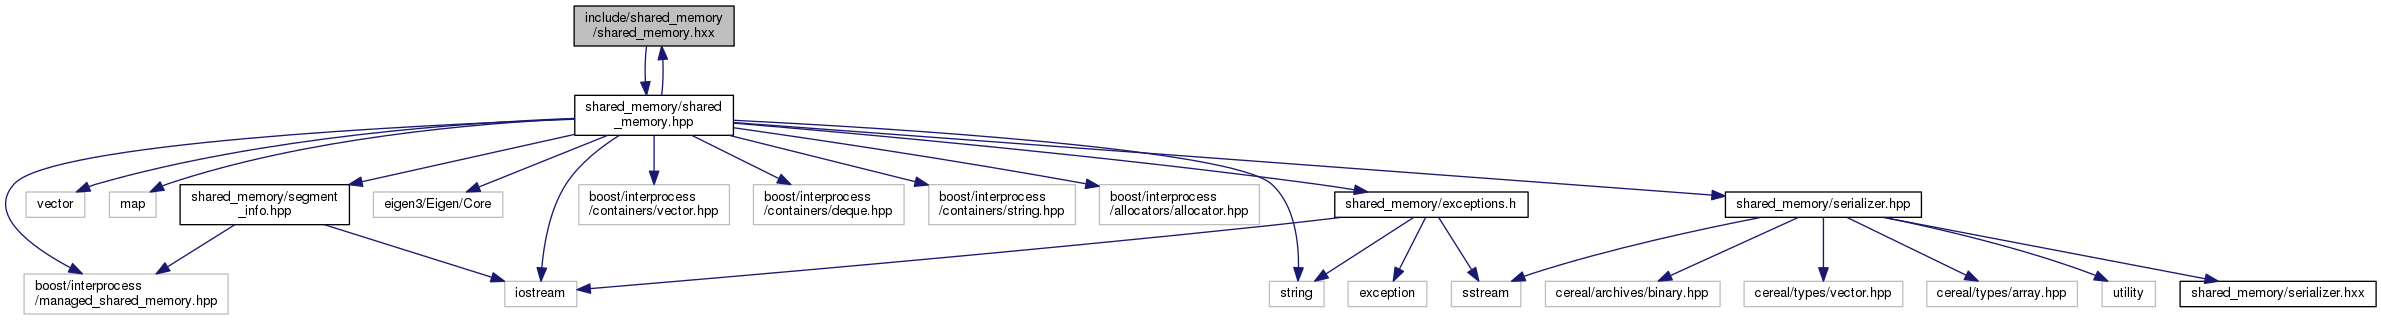 include/shared_memory
/shared_memory.hxx
shared_memory/shared
_memory.hpp
vector
map
shared_memory/segment
_info.hpp
eigen3/Eigen/Core
boost/interprocess
/containers/vector.hpp
boost/interprocess
/containers/deque.hpp
boost/interprocess
/containers/string.hpp
boost/interprocess
/allocators/allocator.hpp
shared_memory/exceptions.h
shared_memory/serializer.hpp
boost/interprocess
/managed_shared_memory.hpp
iostream
string
exception
sstream
cereal/archives/binary.hpp
cereal/types/vector.hpp
cereal/types/array.hpp
utility
shared_memory/serializer.hxx